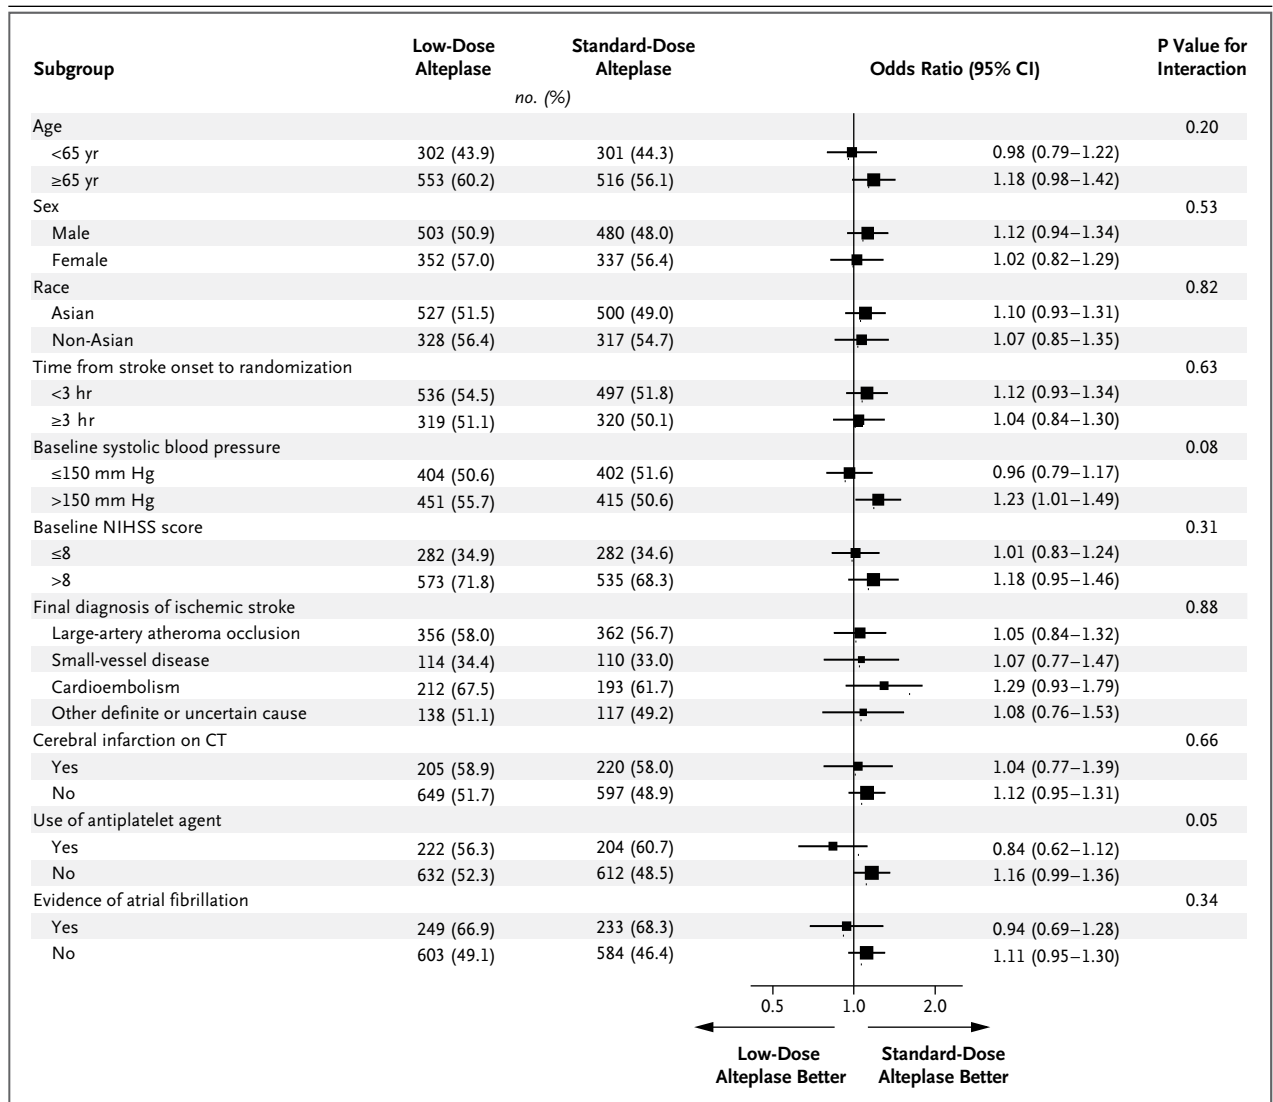 Subgroup Low-Dose Alteplase Standard-Dose Alteplase Odds Ratio (95% CI) P Value for Interaction
no. (%)
Age 0.20
<65 yr 302 (43.9) 301 (44.3) 0.98 (0.79–1.22)
≥65 yr 553 (60.2) 516 (56.1) 1.18 (0.98–1.42)
Sex 0.53
Male 503 (50.9) 480 (48.0) 1.12 (0.94–1.34)
Female 352 (57.0) 337 (56.4) 1.02 (0.82–1.29)
Race 0.82
Asian 527 (51.5) 500 (49.0) 1.10 (0.93–1.31)
Non-Asian 328 (56.4) 317 (54.7) 1.07 (0.85–1.35)
Time from stroke onset to randomization 0.63
<3 hr 536 (54.5) 497 (51.8) 1.12 (0.93–1.34)
≥3 hr 319 (51.1) 320 (50.1) 1.04 (0.84–1.30)
Baseline systolic blood pressure 0.08
≤150 mm Hg 404 (50.6) 402 (51.6) 0.96 (0.79–1.17)
>150 mm Hg 451 (55.7) 415 (50.6) 1.23 (1.01–1.49)
Baseline NIHSS score 0.31
≤8 282 (34.9) 282 (34.6) 1.01 (0.83–1.24)
>8 573 (71.8) 535 (68.3) 1.18 (0.95–1.46)
Final diagnosis of ischemic stroke 0.88
Large-artery atheroma occlusion 356 (58.0) 362 (56.7) 1.05 (0.84–1.32)
Small-vessel disease 114 (34.4) 110 (33.0) 1.07 (0.77–1.47)
Cardioembolism 212 (67.5) 193 (61.7) 1.29 (0.93–1.79)
Other definite or uncertain cause 138 (51.1) 117 (49.2) 1.08 (0.76–1.53)
Cerebral infarction on CT 0.66
Yes 205 (58.9) 220 (58.0) 1.04 (0.77–1.39)
No 649 (51.7) 597 (48.9) 1.12 (0.95–1.31)
Use of antiplatelet agent 0.05
Yes 222 (56.3) 204 (60.7) 0.84 (0.62–1.12)
No 632 (52.3) 612 (48.5) 1.16 (0.99–1.36)
Evidence of atrial fibrillation 0.34
Yes 249 (66.9) 233 (68.3) 0.94 (0.69–1.28)
No 603 (49.1) 584 (46.4) 1.11 (0.95–1.30)
0.5 1.0 2.0
Low-Dose Alteplase Better Standard-Dose Alteplase Better